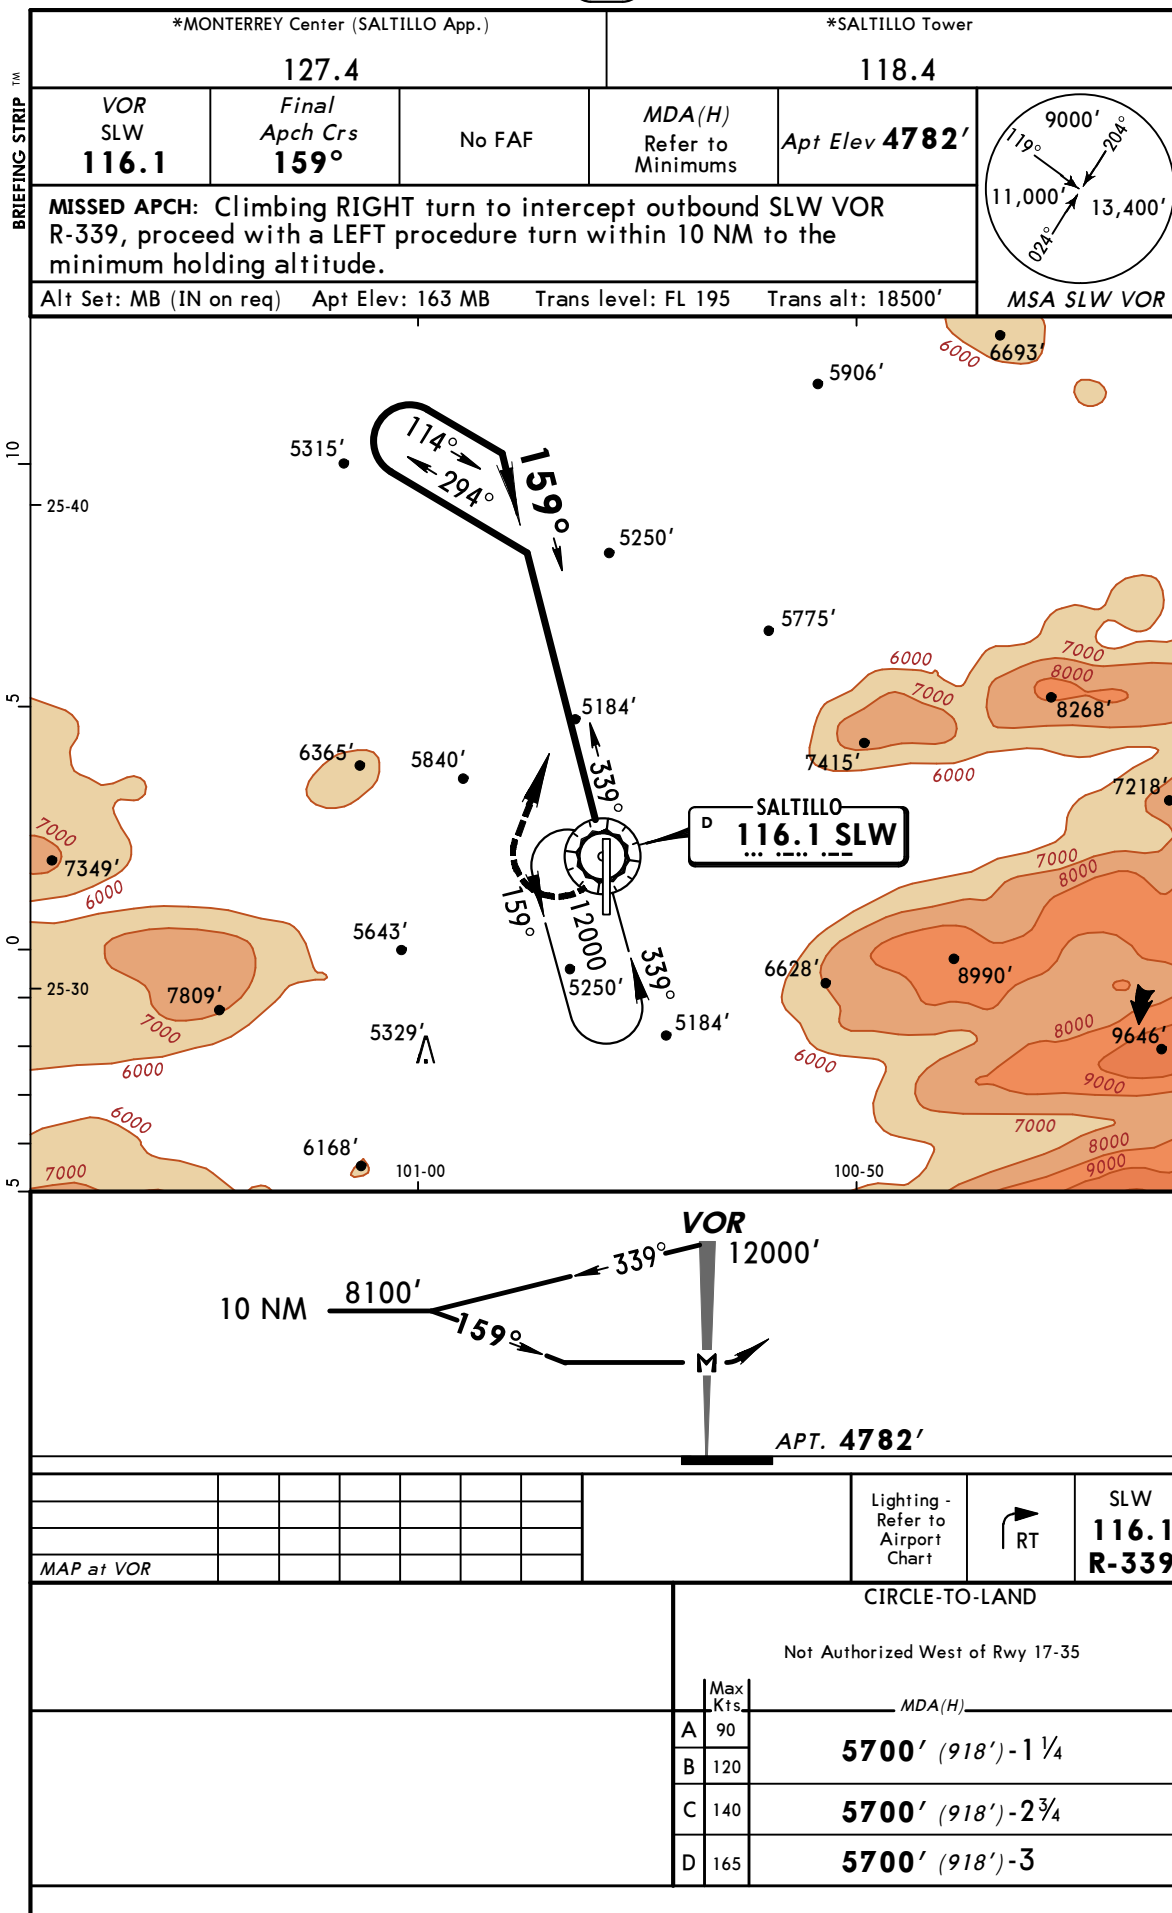 *MONTERREY Center (SALTILLO App.)
127.4
*SALTILLO Tower
118.4
BRIEFING STRIP TM
VOR
SLW
116.1
Final
Apch Crs
159°
No FAF
MDA(H)
Refer to
Minimums
Apt Elev 4782'
MISSED APCH: Climbing RIGHT turn to intercept outbound SLW VOR
R-339, proceed with a LEFT procedure turn within 10 NM to the
minimum holding altitude.
Alt Set: MB (IN on req) Apt Elev: 163 MB Trans level: FL 195 Trans alt: 18500'
9000'
119°
204°
11,000'
13,400'
024°
MSA SLW VOR
6000
6693'
5906'
5315'
114°
294°
159°
10
25-40
5250'
5775'
6000
7000
7000
8000
8268'
5
5184'
6365'
5840'
339°
7415'
6000
7218'
SALTILLO
D 116.1 SLW
7000
7349'
6000
7000
8000
159°
12000
339°
0
5643'
5250'
6628'
8990'
25-30
7809'
7000
5184'
5329'
8000
9646'
6000
6000
9000
6000
7000
8000
9000
6168'
7000
5
101-00
100-50
VOR
12000'
339°
8100'
10 NM
159°
M
APT. 4782'
MAP at VOR
Lighting -
Refer to
Airport
Chart
RT
SLW
116.1
R-339
CIRCLE-TO-LAND
Not Authorized West of Rwy 17-35
Max
Kts
MDA(H)
A 90
5700' (918') - 1 1/4
B 120
C 140 5700' (918') - 2 3/4
D 165 5700' (918') - 3